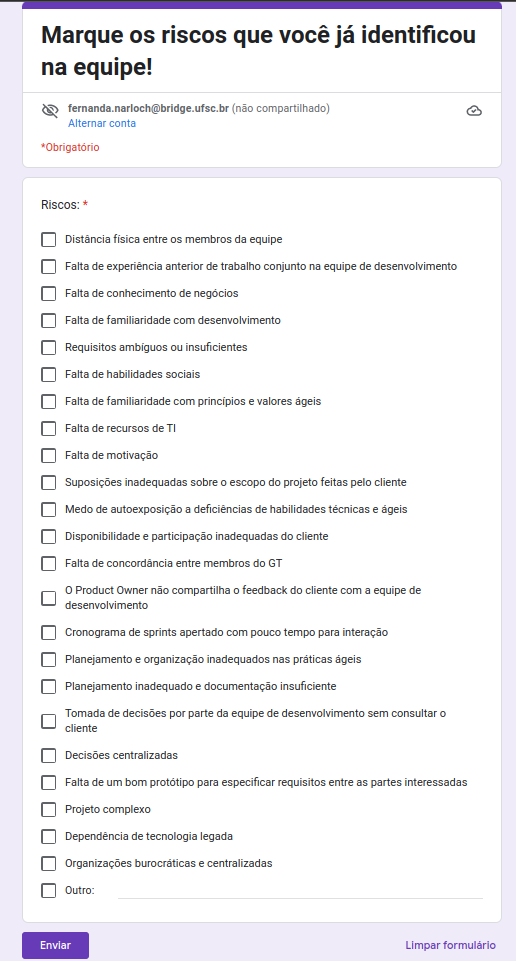 Marque os riscos que você já identificou
na equipe!
fernanda.narloch@bridge.ufsc.br (não compartilhado)
Alternar conta
*Obrigatório
Riscos: *
Distância física entre os membros da equipe
Falta de experiência anterior de trabalho conjunto na equipe de desenvolvimento
Falta de conhecimento de negócios
Falta de familiaridade com desenvolvimento
Requisitos ambíguos ou insuficientes
Falta de habilidades sociais
Falta de familiaridade com princípios e valores ágeis
Falta de recursos de TI
Falta de motivação
Suposições inadequadas sobre o escopo do projeto feitas pelo cliente
Medo de autoexposição a deficiências de habilidades técnicas e ágeis
Disponibilidade e participação inadequadas do cliente
Falta de concordância entre membros do GT
O Product Owner não compartilha o feedback do cliente com a equipe de
desenvolvimento
Cronograma de sprints apertado com pouco tempo para interação
Planejamento e organização inadequados nas práticas ágeis
Planejamento inadequado e documentação insuficiente
Tomada de decisões por parte da equipe de desenvolvimento sem consultar o
cliente
Decisões centralizadas
Falta de um bom protótipo para especificar requisitos entre as partes interessadas
Projeto complexo
Dependência de tecnologia legada
Organizações burocráticas e centralizadas
Outro:
Enviar
Limpar formulário